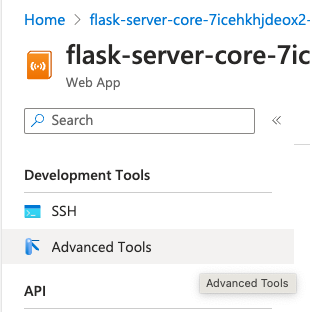 Home > flask-server-core-7icehkhjdeox2-
flask-server-core-7ic
Web App
Search
«
Development Tools
SSH
Advanced Tools
Advanced Tools
API